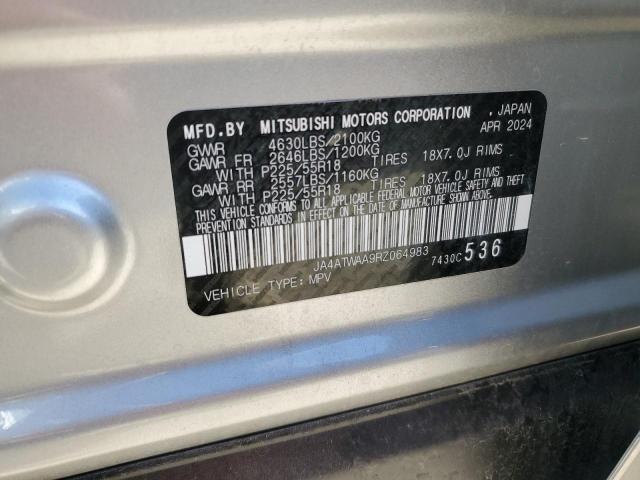 MFD.BY MITSUBISHI MOTORS CORPORATION . JAPAN
APR 2024
GVWR 4630LBS/2100KG
GAWR FR 2646LBS/1200KG
WITH P225/55R18 TIRES 18X7.0J RIMS
GAWR RR 2557LBS/1160KG
WITH P225/55R18 TIRES 18X7.0J RIMS
THIS VEHICLE CONFORMS TO ALL APPLICABLE FEDERAL MOTOR VEHICLE SAFETY AND THEFT
PREVENTION STANDARDS IN EFFECT ON THE DATE OF MANUFACTURE SHOWN ABOVE.
JA4ATWAA9RZ064983 7430C 536
VEHICLE TYPE: MPV